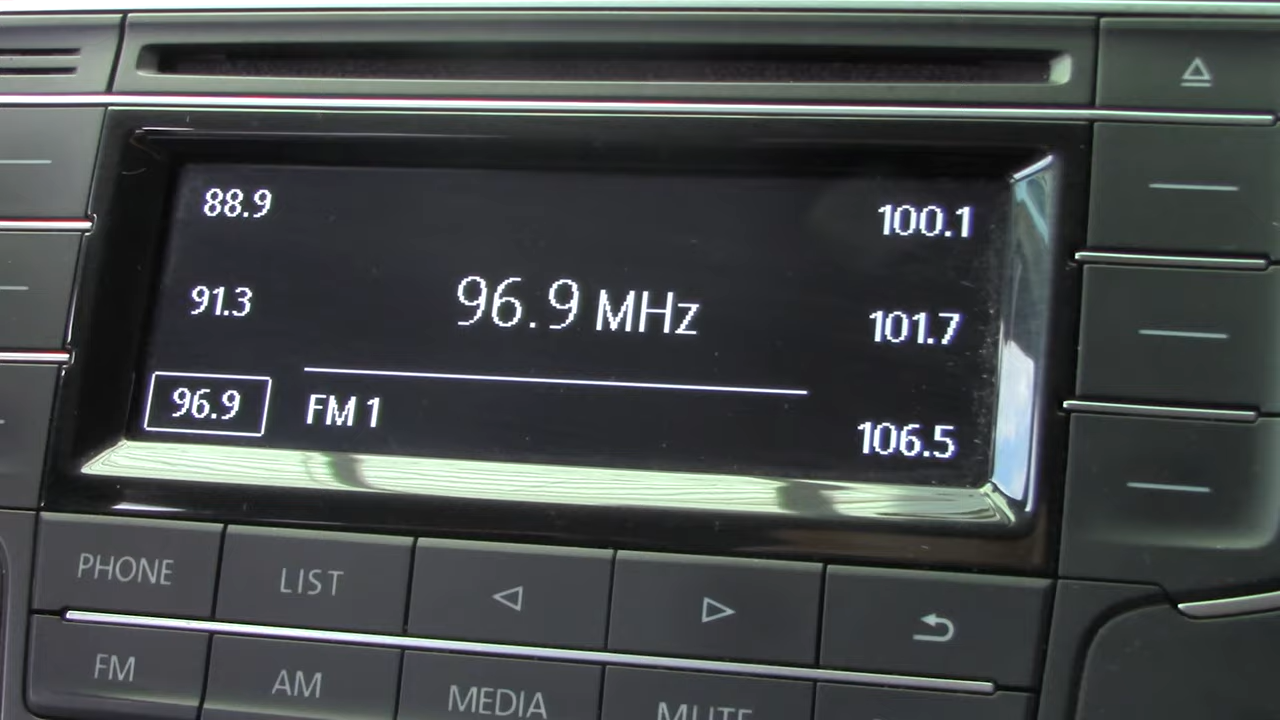 88.9
100.1
91.3
96.9 MHz
101.7
96.9
FM 1
106.5
PHONE
LIST
FM
AM
MEDIA
MUTE